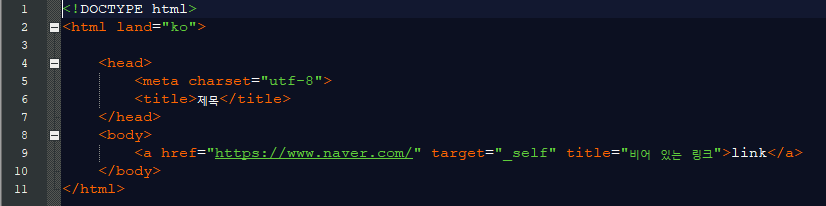 1 <!DOCTYPE html>
2 <html land="ko">
3
4 <head>
5 <meta charset="utf-8">
6 <title>제목</title>
7 </head>
8 <body>
9 <a href="https://www.naver.com/" target="_self" title="비어 있는 링크">link</a>
10 </body>
11 </html>